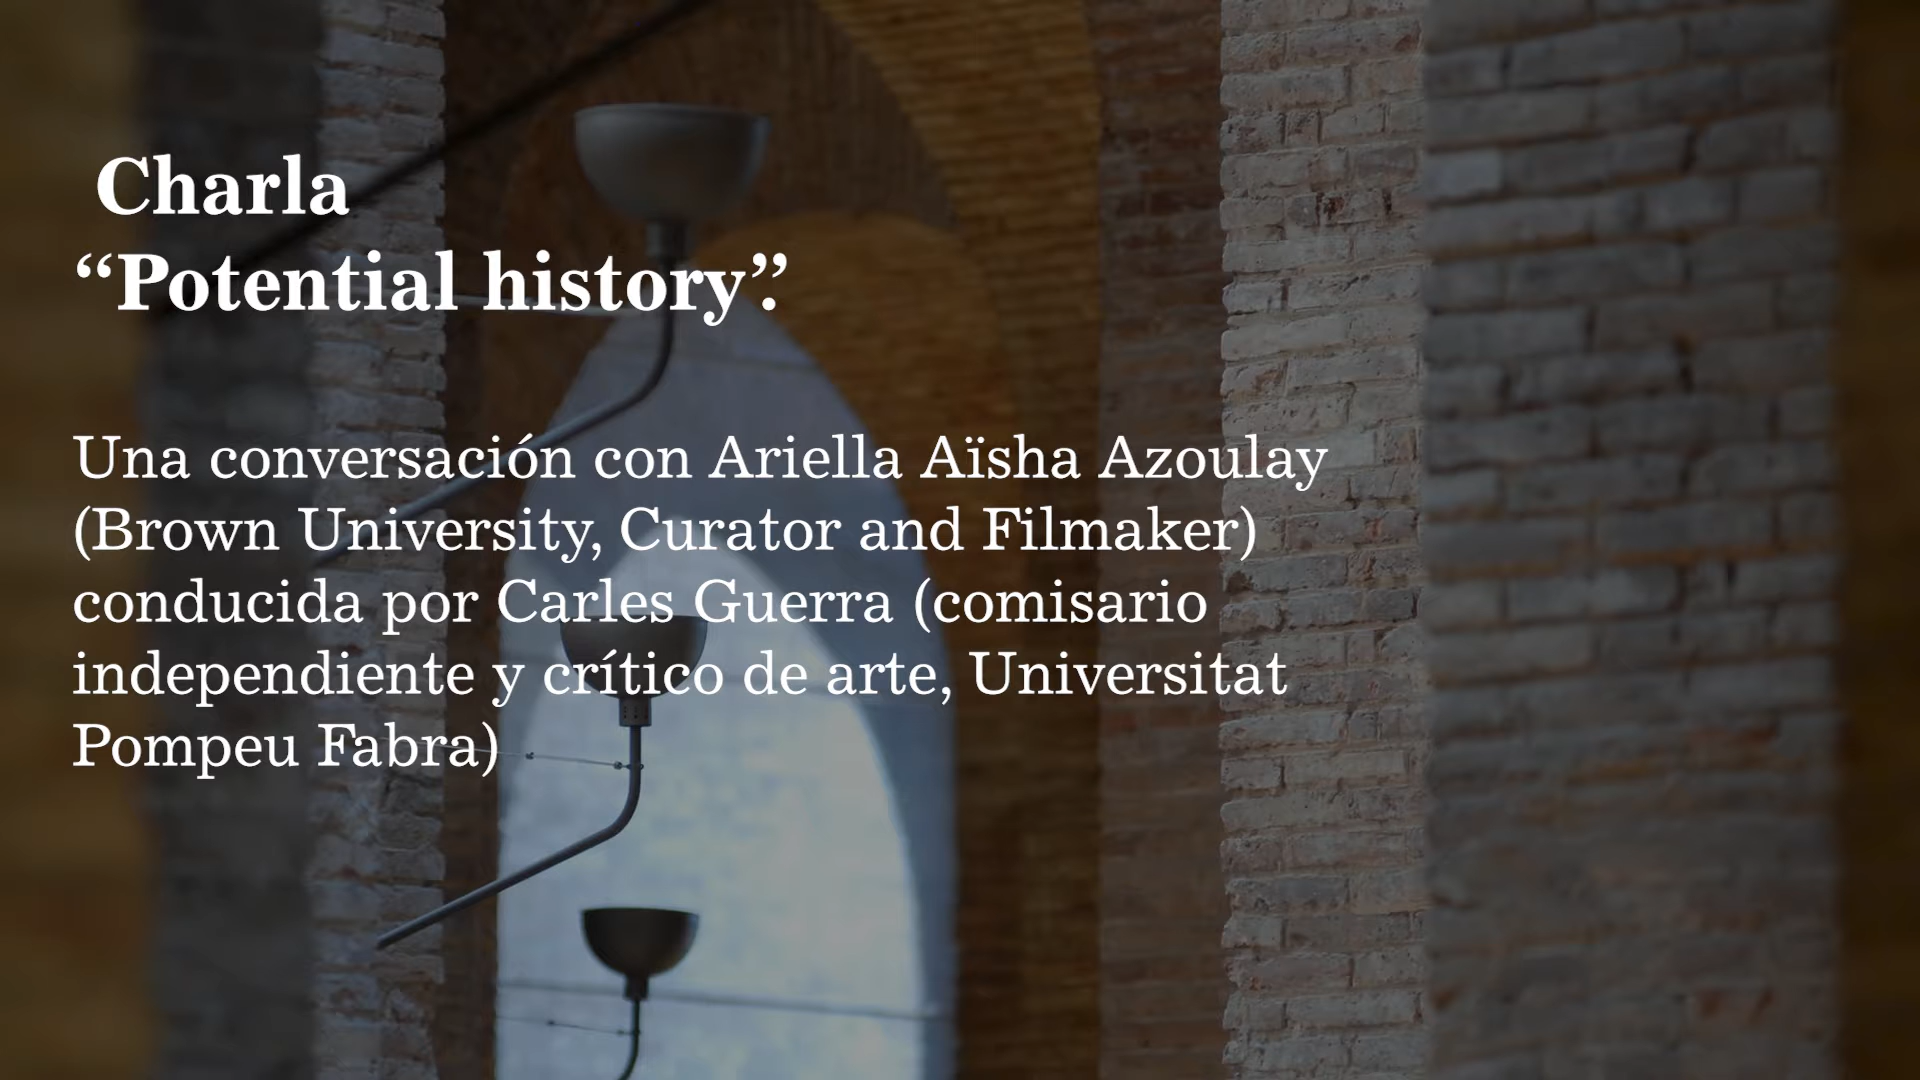 Charla
“Potential history”.
Una conversación con Ariella Aïsha Azoulay
(Brown University, Curator and Filmaker)
conducida por Carles Guerra (comisario
independiente y crítico de arte, Universitat
Pompeu Fabra)